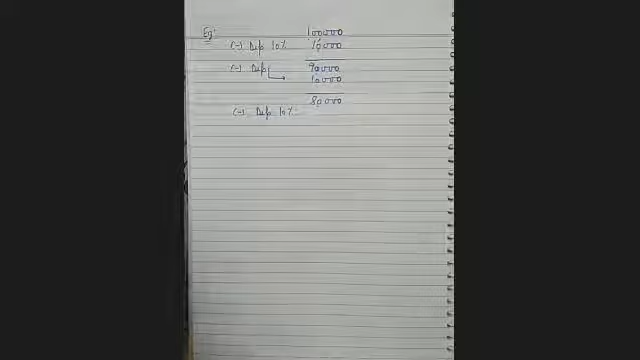 Eg:
100000
(-) Dep 10% 10000
90000
(-) Dep 10000
80000
(-) Dep 10%